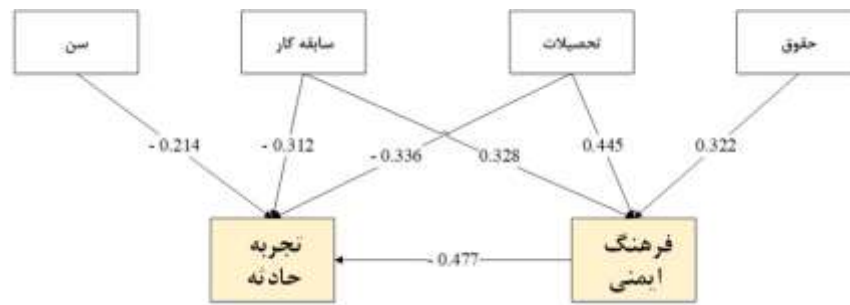 حقوق
تحصیلات
سابقه کار
سن
- 0.214
- 0.312
- 0.336
0.328
0.445
0.322
فرهنگ
ایمنی
- 0.477
تجربه
حادثه